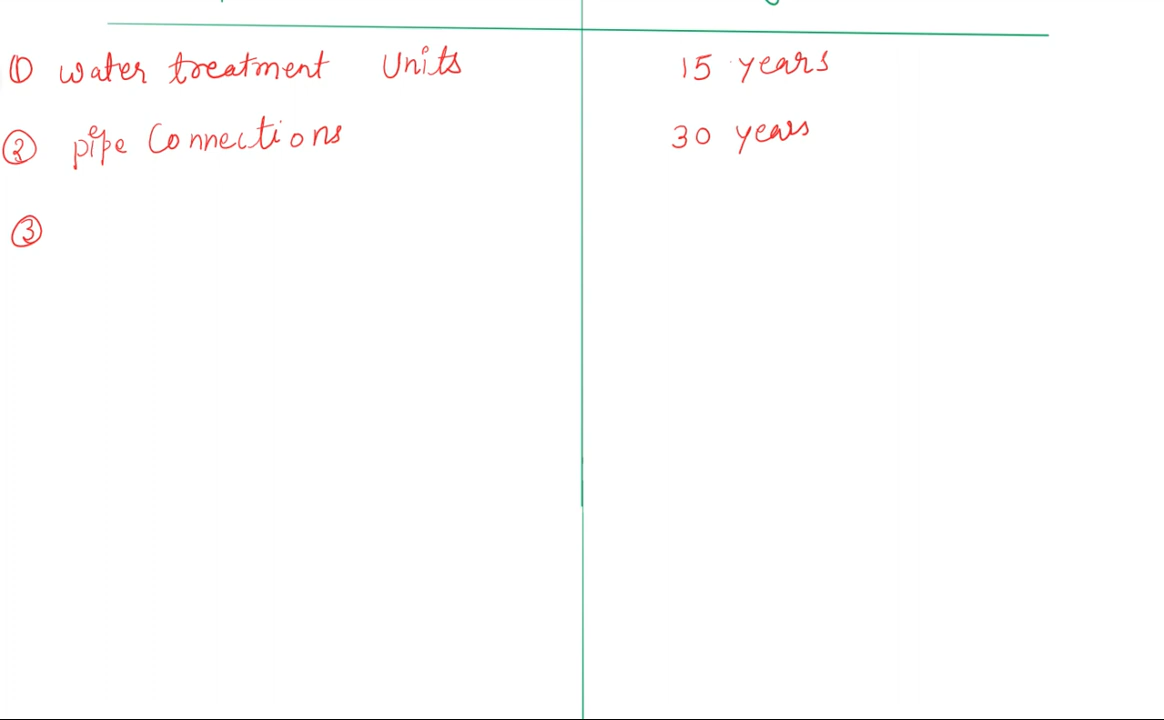 ① water treatment Units 15 years
② pipe Connections 30 years
③